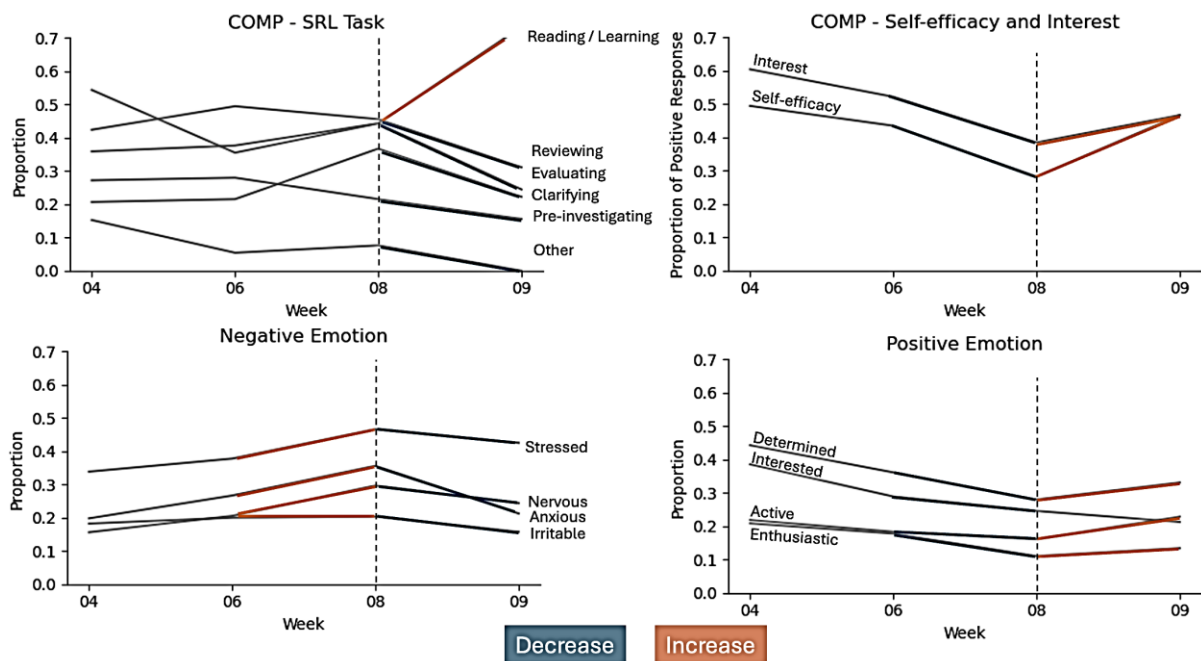 COMP - SRL Task
0.7
0.6
0.5
0.4
0.3
0.2
0.1
0.0
Proportion
04
06
08
09
Week
Reading / Learning
Reviewing
Evaluating
Clarifying
Pre-investigating
Other
COMP - Self-efficacy and Interest
0.7
0.6
0.5
0.4
0.3
0.2
0.1
0.0
Proportion of Positive Response
Interest
Self-efficacy
04
06
08
09
Week
Negative Emotion
0.7
0.6
0.5
0.4
0.3
0.2
0.1
0.0
Proportion
04
06
08
09
Week
Stressed
Nervous
Anxious
Irritable
Positive Emotion
0.7
0.6
0.5
0.4
0.3
0.2
0.1
0.0
Proportion
Determined
Interested
Active
Enthusiastic
04
06
08
09
Week
Decrease
Increase